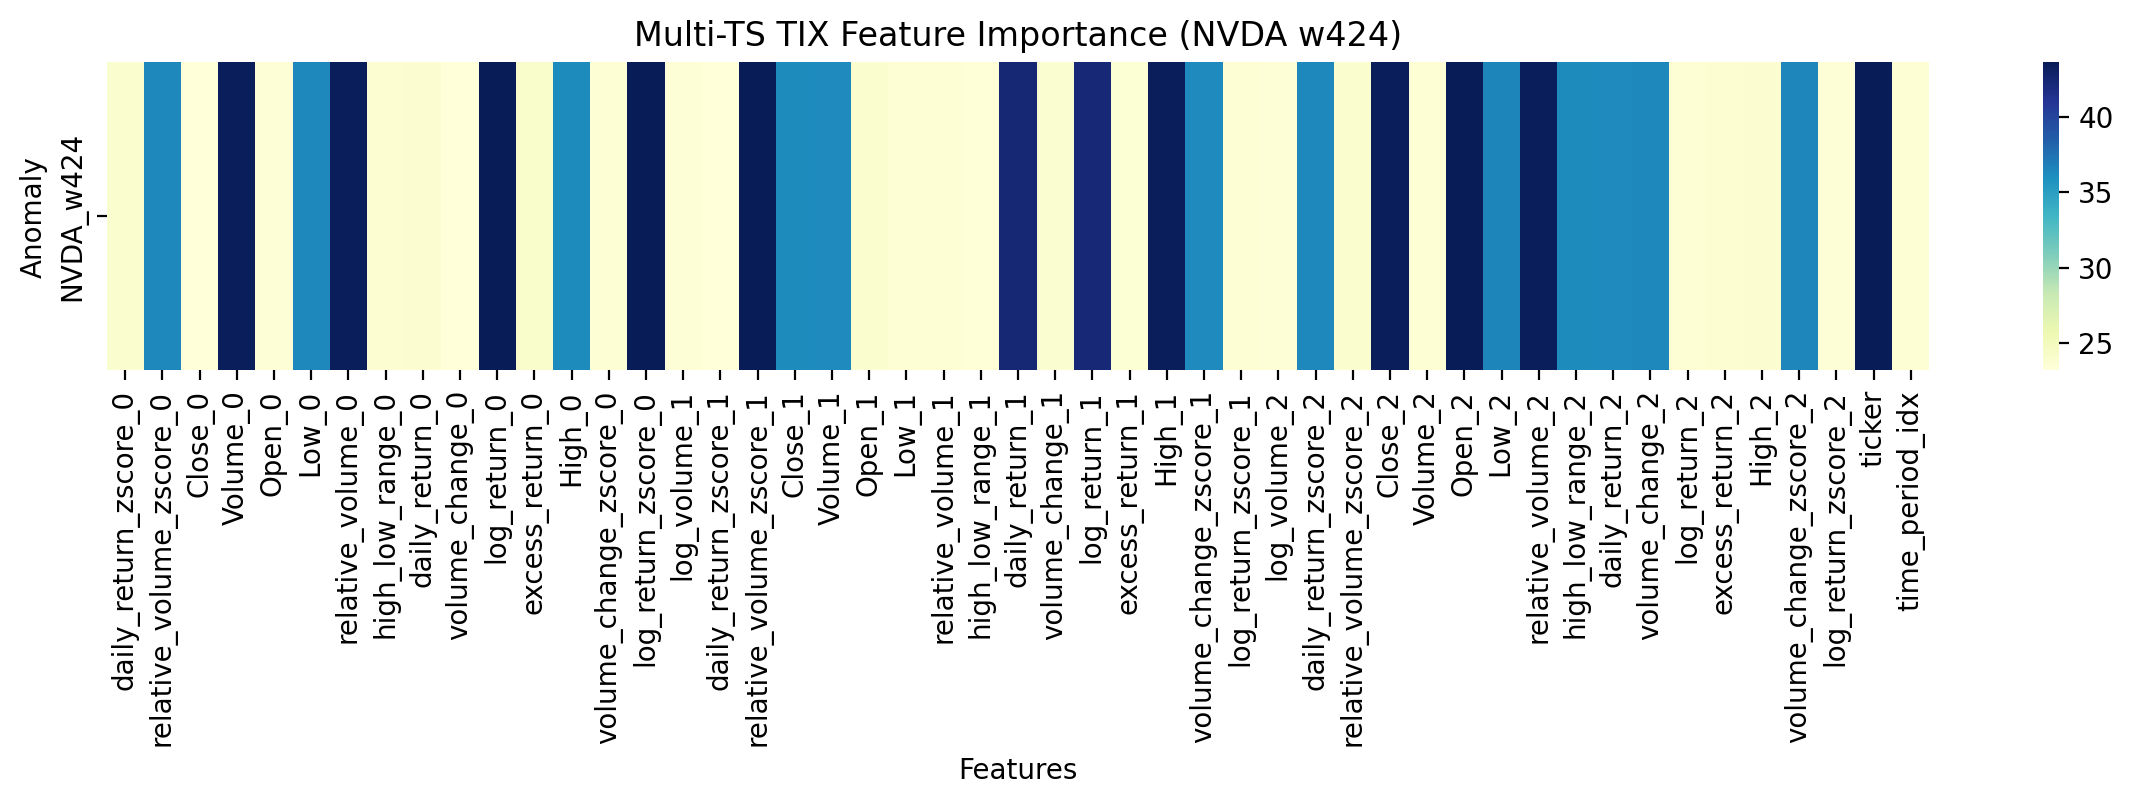 Multi-TS TIX Feature Importance (NVDA w424)
Anomaly
NVDA_w424
40
35
30
25
daily_return_zscore_0
relative_volume_zscore_0
Close_0
Volume_0
Open_0
Low_0
relative_volume_0
high_low_range_0
daily_return_0
volume_change_0
log_return_0
excess_return_0
High_0
volume_change_zscore_0
log_return_zscore_0
log_volume_1
daily_return_zscore_1
relative_volume_zscore_1
Close_1
Volume_1
Open_1
Low_1
relative_volume_1
high_low_range_1
daily_return_1
volume_change_1
log_return_1
excess_return_1
High_1
volume_change_zscore_1
log_return_zscore_1
log_volume_2
daily_return_zscore_2
relative_volume_zscore_2
Close_2
Volume_2
Open_2
Low_2
relative_volume_2
high_low_range_2
daily_return_2
volume_change_2
log_return_2
excess_return_2
High_2
volume_change_zscore_2
log_return_zscore_2
ticker
time_period_idx
Features